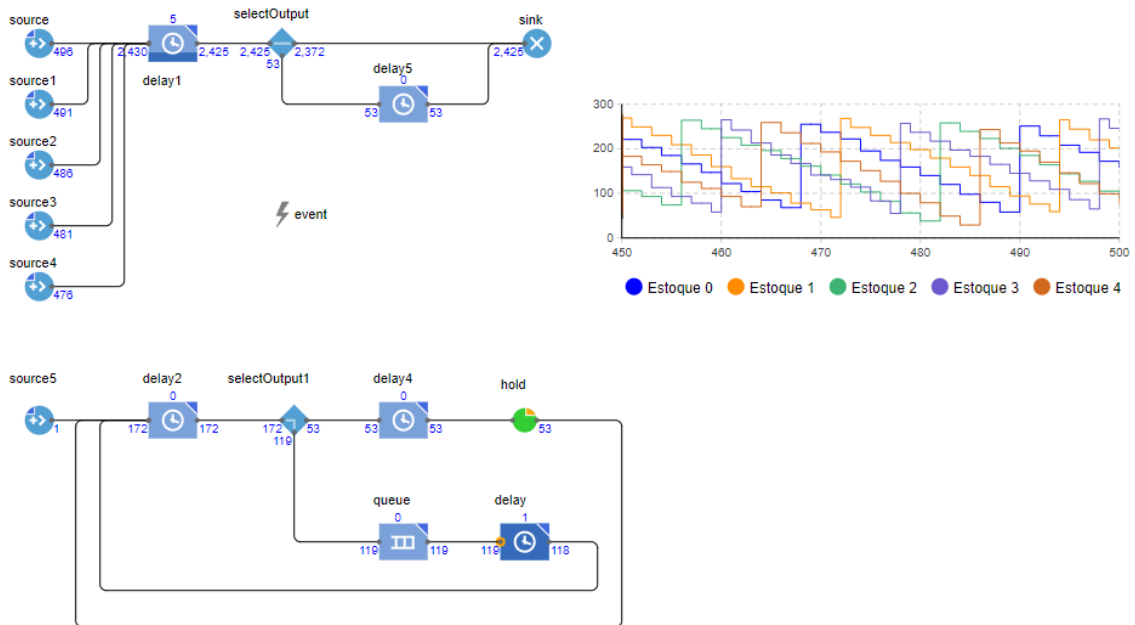 source
496
2,430
5
2,425
delay1
selectOutput
2,425
2,372
53
sink
2,425
delay5
0
53
53
source1
491
source2
486
source3
481
source4
476
event
300
200
100
0
450
460
470
480
490
500
Estoque 0
Estoque 1
Estoque 2
Estoque 3
Estoque 4
source5
1
delay2
0
172
172
selectOutput1
172
53
119
delay4
0
53
53
hold
53
queue
0
119
119
delay
1
119
118